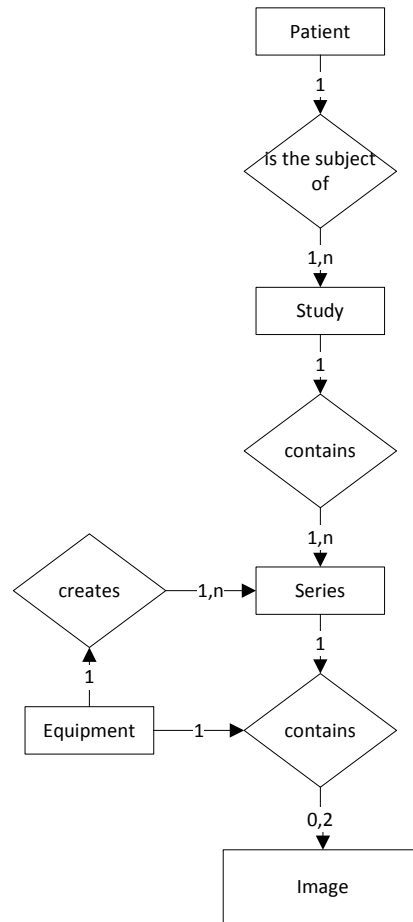 Patient
1
is the subject
of
1,n
Study
1
contains
1,n
creates
1,n
Series
1
1
Equipment
1
contains
0,2
Image